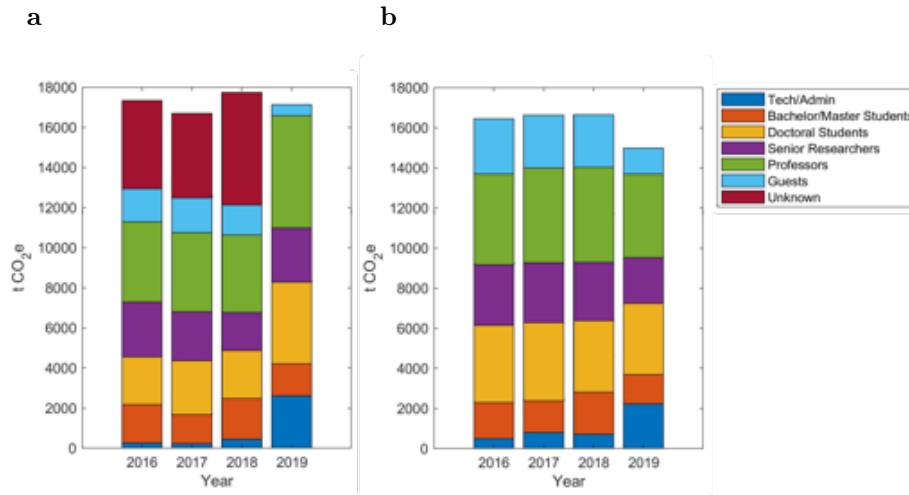 a
b
18000
16000
14000
12000
10000
8000
6000
4000
2000
0
t CO2e
2016 2017 2018 2019
Year
18000
16000
14000
12000
10000
8000
6000
4000
2000
0
t CO2e
2016 2017 2018 2019
Year
Tech/Admin
Bachelor/Master Students
Doctoral Students
Senior Researchers
Professors
Guests
Unknown